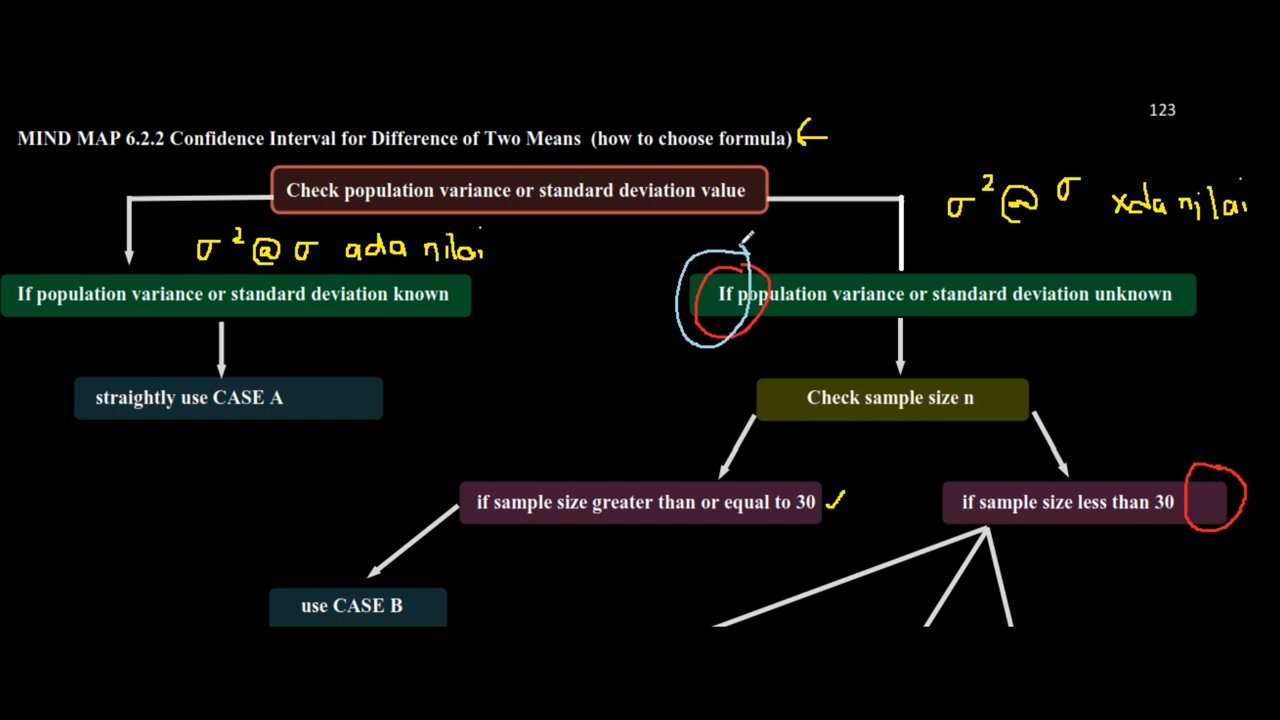 123
MIND MAP 6.2.2 Confidence Interval for Difference of Two Means (how to choose formula)
Check population variance or standard deviation value
σ² @ σ xda nilai
σ² @ σ ada nilai
If population variance or standard deviation known
If population variance or standard deviation unknown
straightly use CASE A
Check sample size n
if sample size greater than or equal to 30
if sample size less than 30
use CASE B